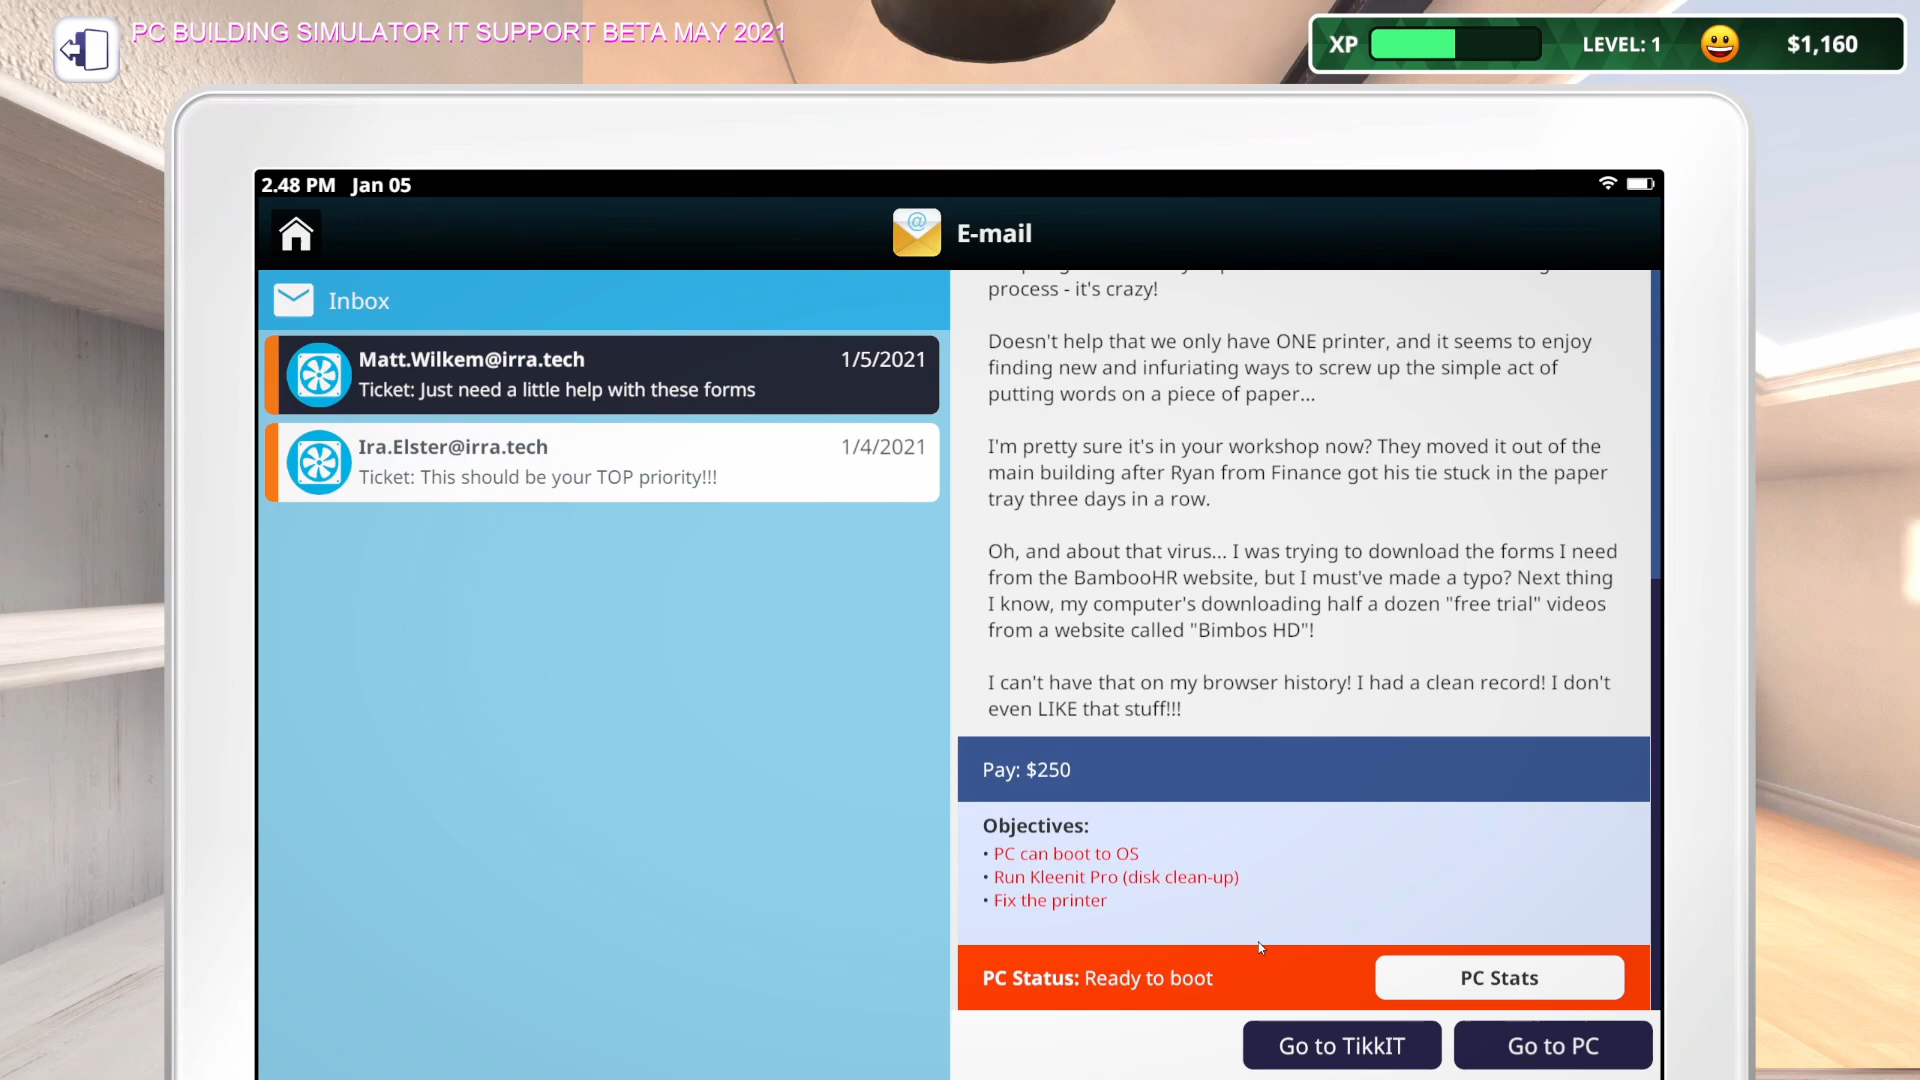 PC BUILDING SIMULATOR IT SUPPORT BETA MAY 2021
XP
LEVEL: 1
$1,160
2.48 PM Jan 05
E-mail
Inbox
Matt.Wilkem@irra.tech
1/5/2021
Ticket: Just need a little help with these forms
Ira.Elster@irra.tech
1/4/2021
Ticket: This should be your TOP priority!!!
process - it's crazy!
Doesn't help that we only have ONE printer, and it seems to enjoy
finding new and infuriating ways to screw up the simple act of
putting words on a piece of paper...
I'm pretty sure it's in your workshop now? They moved it out of the
main building after Ryan from Finance got his tie stuck in the paper
tray three days in a row.
Oh, and about that virus... I was trying to download the forms I need
from the BambooHR website, but I must've made a typo? Next thing
I know, my computer's downloading half a dozen "free trial" videos
from a website called "Bimbos HD"!
I can't have that on my browser history! I had a clean record! I don't
even LIKE that stuff!!!
Pay: $250
Objectives:
• PC can boot to OS
• Run Kleenit Pro (disk clean-up)
• Fix the printer
PC Status: Ready to boot
PC Stats
Go to TikkIT
Go to PC